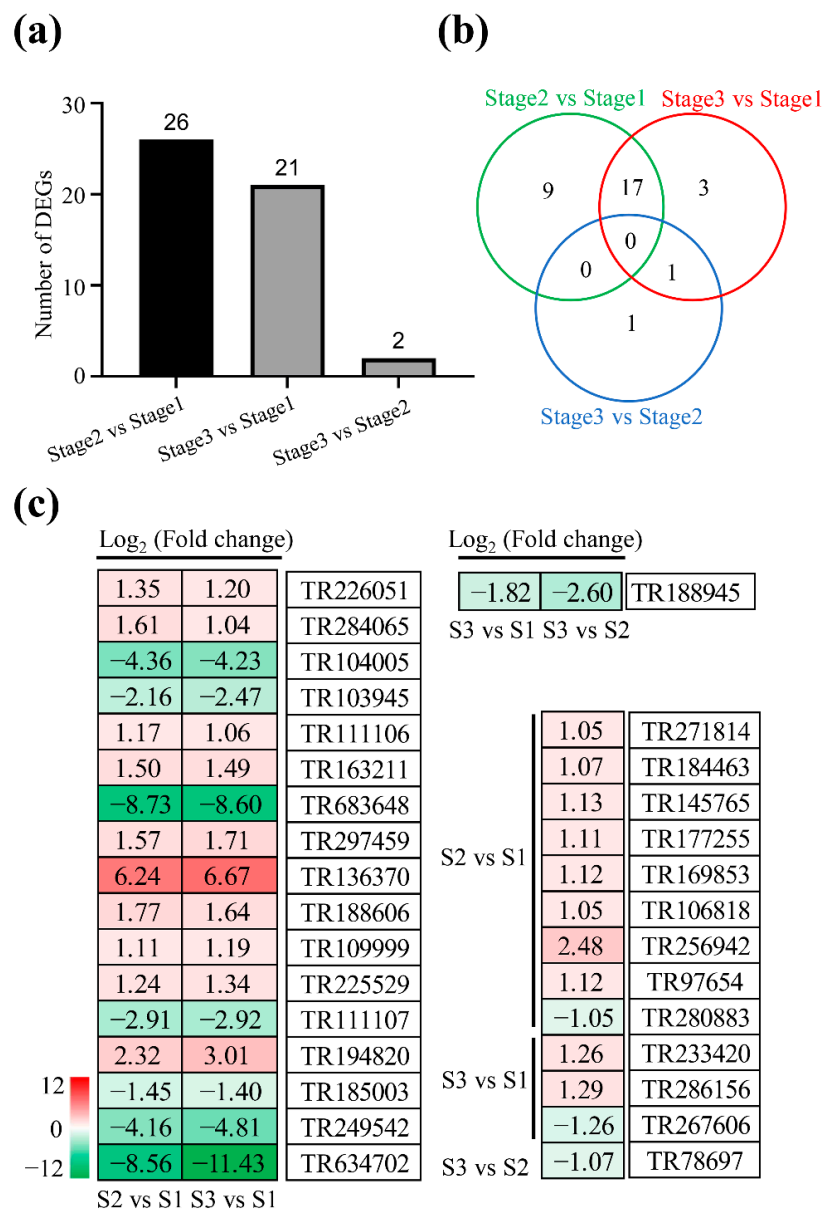 (a)
Number of DEGs
30
20
10
0
26
21
2
Stage2 vs Stage1
Stage3 vs Stage1
Stage3 vs Stage2
(b)
Stage2 vs Stage1
Stage3 vs Stage1
9
17
3
0
0
1
1
Stage3 vs Stage2
(c)
Log2 (Fold change)
1.35 1.20 TR226051
1.61 1.04 TR284065
−4.36 −4.23 TR104005
−2.16 −2.47 TR103945
1.17 1.06 TR111106
1.50 1.49 TR163211
−8.73 −8.60 TR683648
1.57 1.71 TR297459
6.24 6.67 TR136370
1.77 1.64 TR188606
1.11 1.19 TR109999
1.24 1.34 TR225529
−2.91 −2.92 TR111107
2.32 3.01 TR194820
−1.45 −1.40 TR185003
−4.16 −4.81 TR249542
−8.56 −11.43 TR634702
S2 vs S1 S3 vs S1
12
0
−12
Log2 (Fold change)
−1.82 −2.60 TR188945
S3 vs S1 S3 vs S2
S2 vs S1
1.05 TR271814
1.07 TR184463
1.13 TR145765
1.11 TR177255
1.12 TR169853
1.05 TR106818
2.48 TR256942
1.12 TR97654
−1.05 TR280883
S3 vs S1
1.26 TR233420
1.29 TR286156
−1.26 TR267606
S3 vs S2
−1.07 TR78697